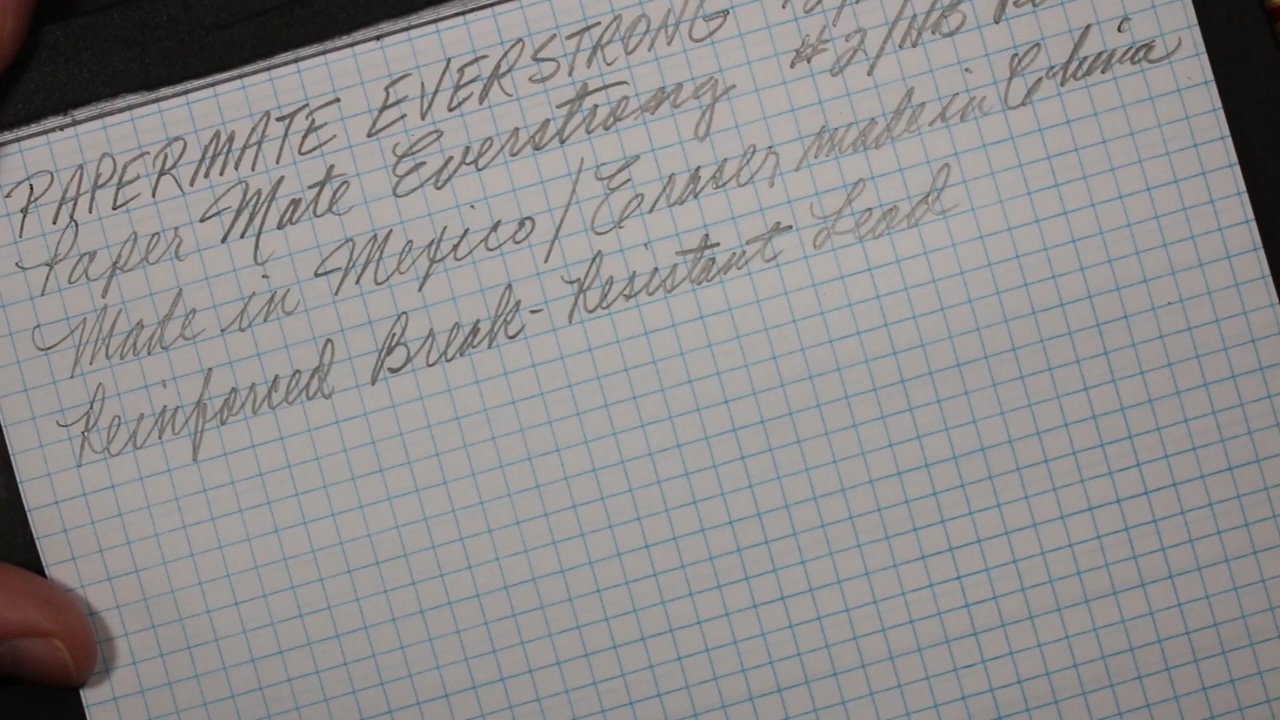 PAPERMATE EVERSTRONG
Paper Mate Everstrong #2/HB
Made in Mexico/Eraser made in China
Reinforced Break-Resistant Lead